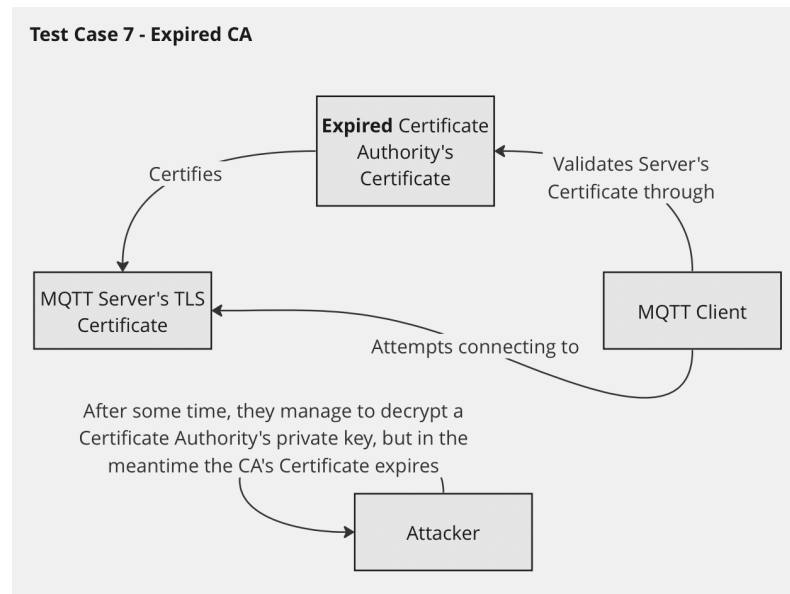 Test Case 7 - Expired CA
Expired Certificate
Authority's
Certificate
Certifies
Validates Server's
Certificate through
MQTT Server's TLS
Certificate
MQTT Client
Attempts connecting to
After some time, they manage to decrypt a
Certificate Authority's private key, but in the
meantime the CA's Certificate expires
Attacker